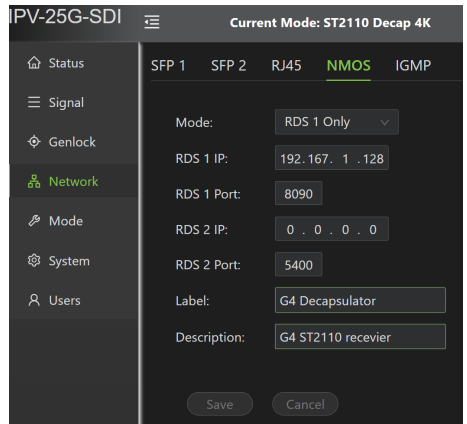 IPV-25G-SDI
Current Mode: ST2110 Decap 4K
Status
Signal
Genlock
Network
Mode
System
Users
SFP 1 SFP 2 RJ45 NMOS IGMP
Mode: RDS 1 Only
RDS 1 IP: 192.167. 1 .128
RDS 1 Port: 8090
RDS 2 IP: 0 . 0 . 0 . 0
RDS 2 Port: 5400
Label: G4 Decapsulator
Description: G4 ST2110 recevier
Save Cancel